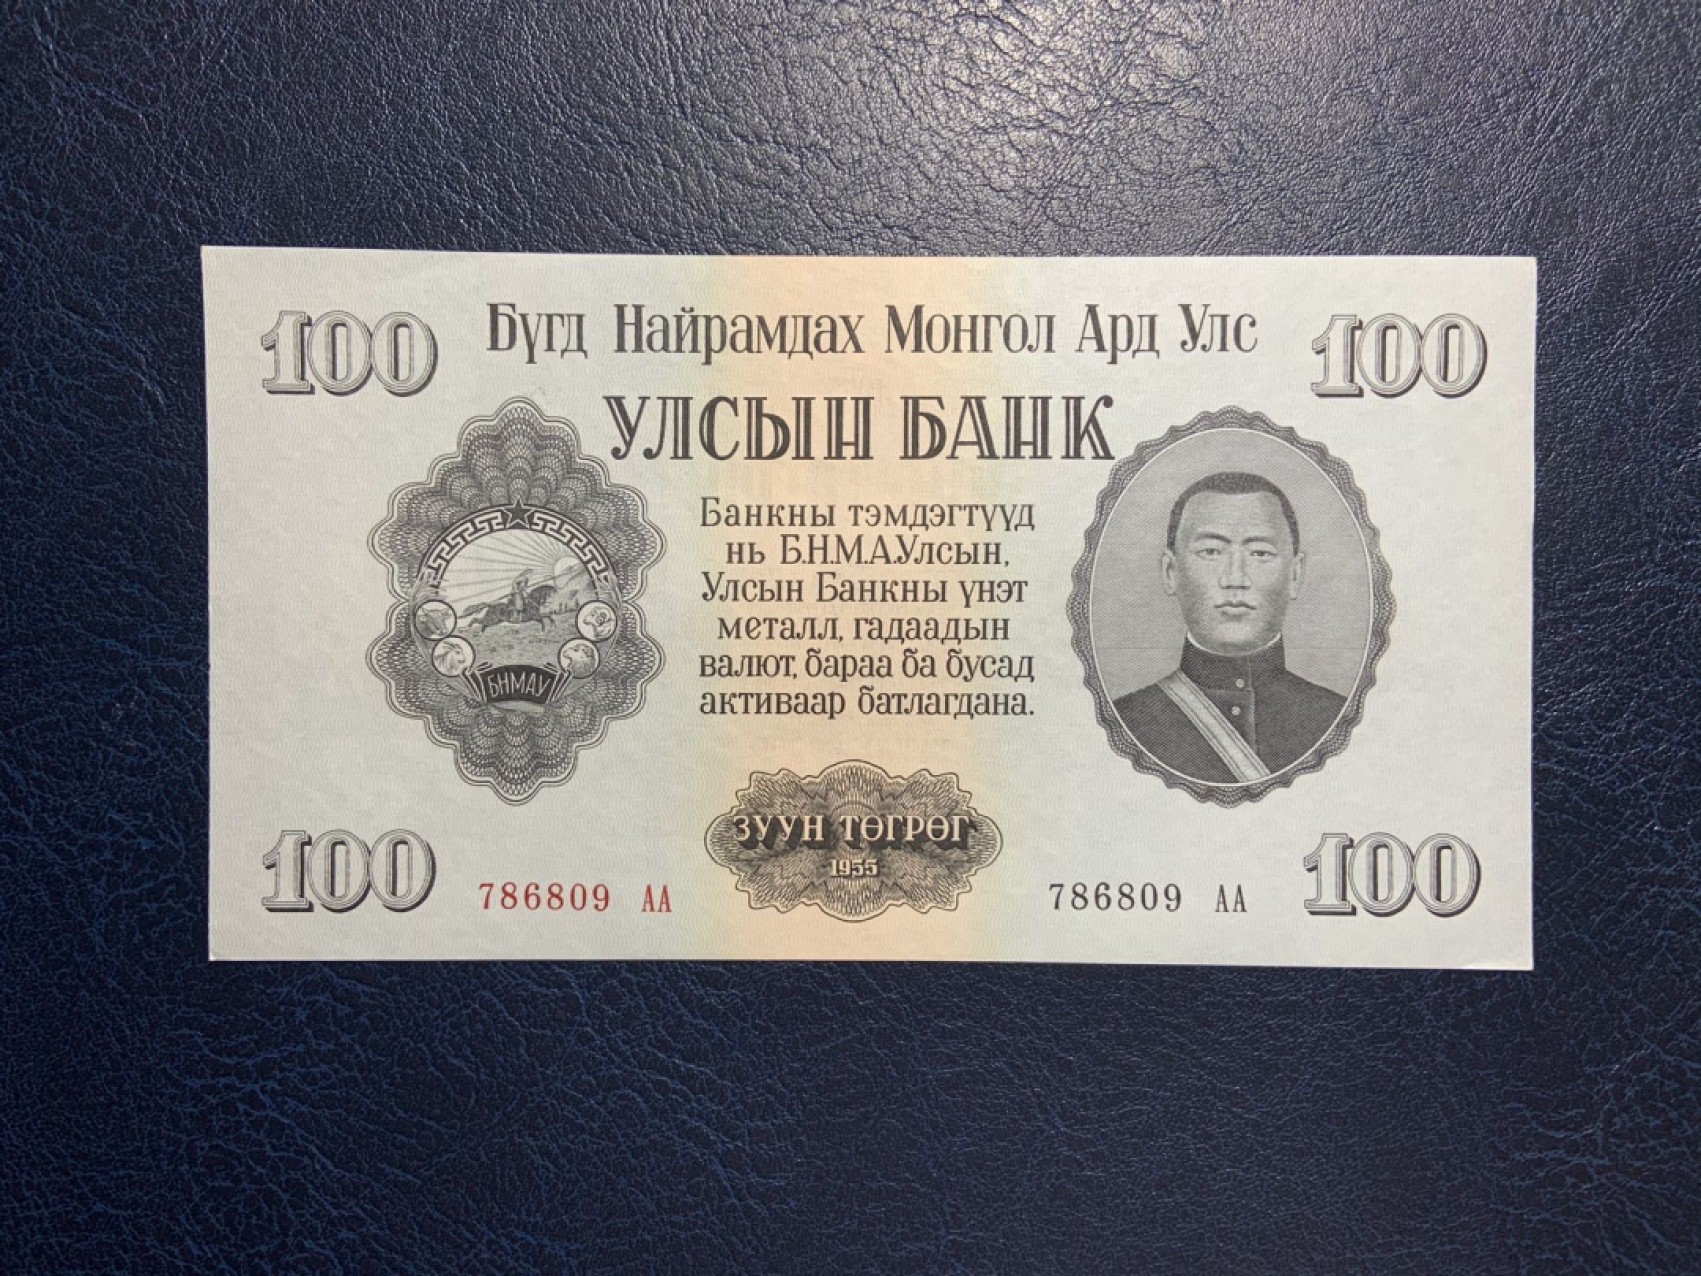 100 Бүгд Найрамдах Монгол Ард Улс 100
УЛСЫН БАНК
Банкны тэмдэгтүүд
нь Б.Н.М.А.Улсын,
Улсын Банкны үнэт
металл, гадаадын
валют, бараа ба бусад
активаар батлагдана.
БНМАУ
ЗУУН ТӨГРӨГ
1955
100 786809 АА 786809 АА 100